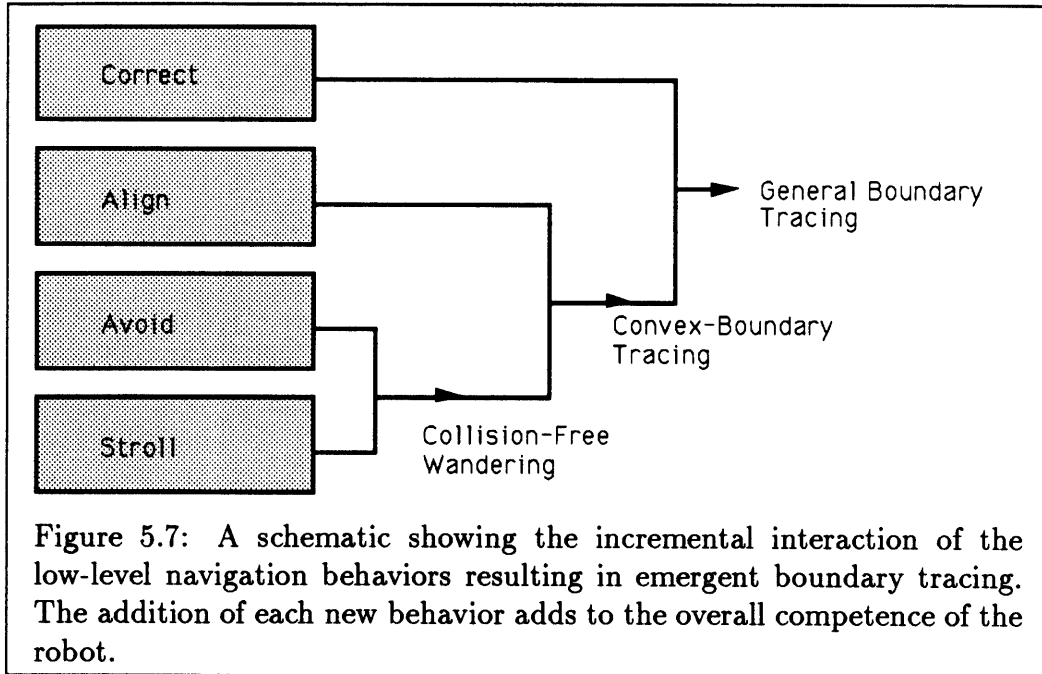 Correct
Align
General Boundary
Tracing
Avoid
Convex-Boundary
Tracing
Stroll
Collision-Free
Wandering
Figure 5.7: A schematic showing the incremental interaction of the
low-level navigation behaviors resulting in emergent boundary tracing.
The addition of each new behavior adds to the overall competence of the
robot.